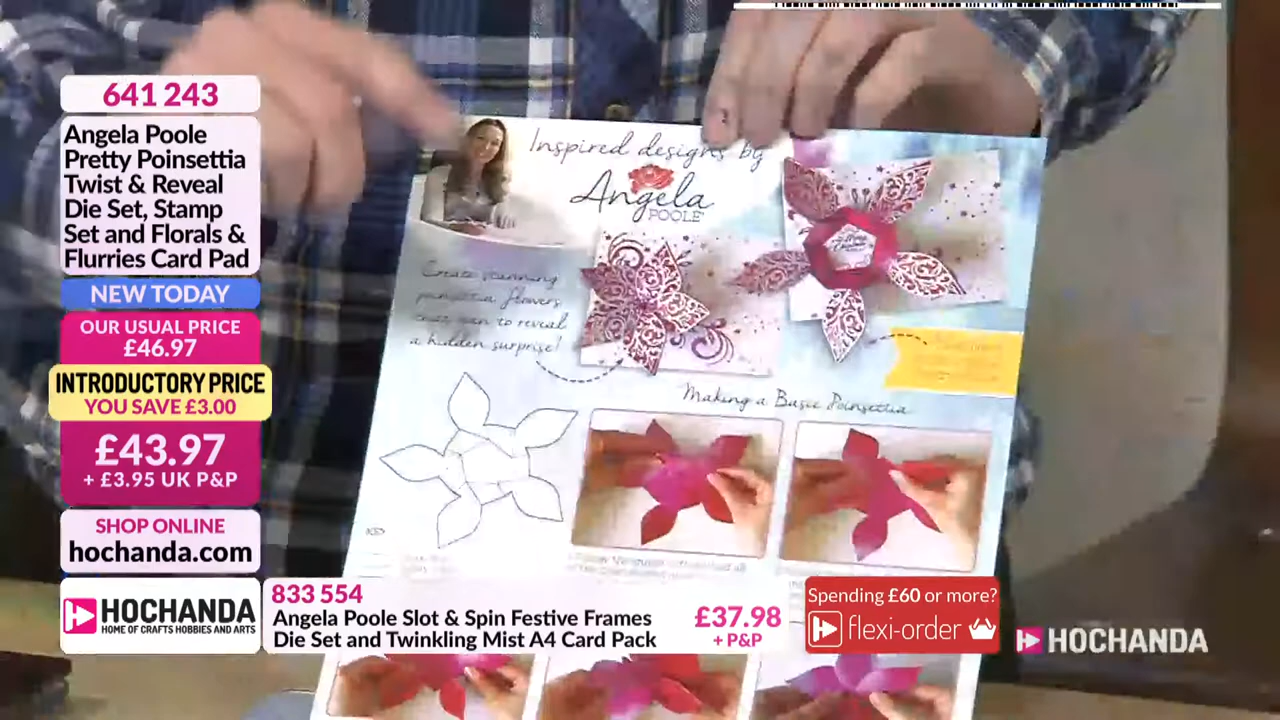 641 243
Angela Poole
Pretty Poinsettia
Twist & Reveal
Die Set, Stamp
Set and Florals &
Flurries Card Pad
NEW TODAY
OUR USUAL PRICE
£46.97
INTRODUCTORY PRICE
YOU SAVE £3.00
£43.97
+ £3.95 UK P&P
SHOP ONLINE
hochanda.com
HOCHANDA
HOME OF CRAFTS HOBBIES AND ARTS
833 554
Angela Poole Slot & Spin Festive Frames
Die Set and Twinkling Mist A4 Card Pack
£37.98
+ P&P
Spending £60 or more?
flexi-order
HOCHANDA
Inspired designs by
Angela
POOLE
Create stunning
poinsettia flowers
that open to reveal
a hidden surprise!
Making a Basic Poinsettia